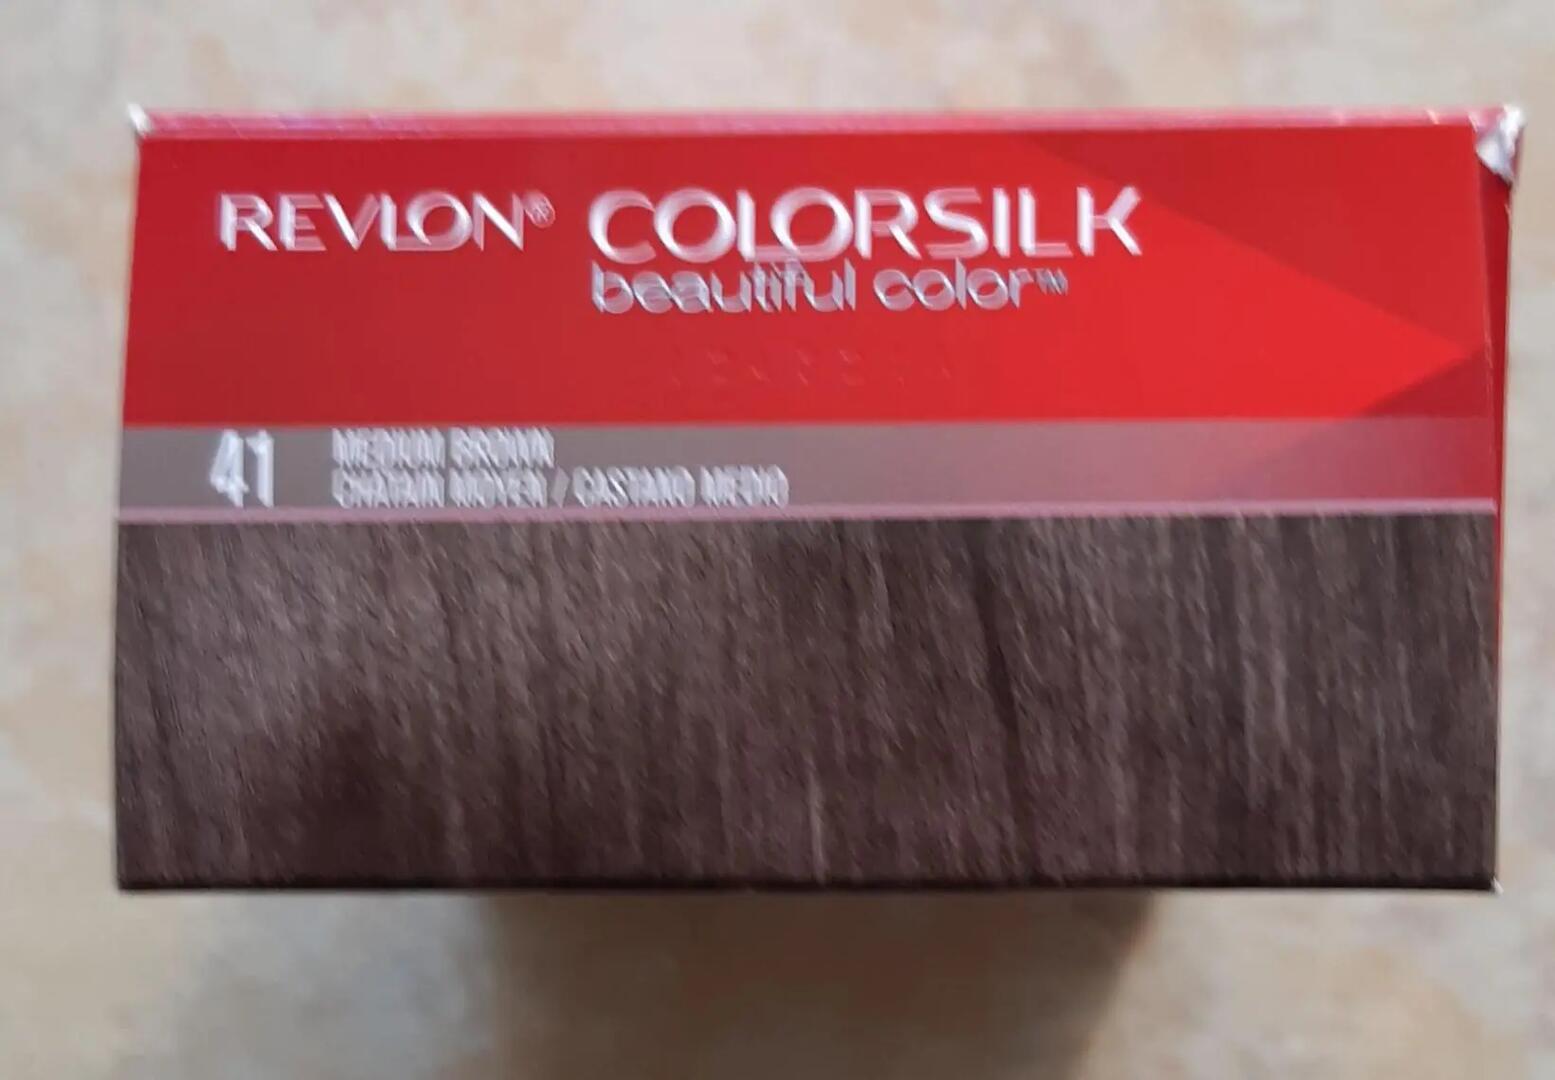 REVLON® COLORSILK
beautiful color™
41 MEDIUM BROWN
CHATAIN MOYEN / CASTANO MEDIO